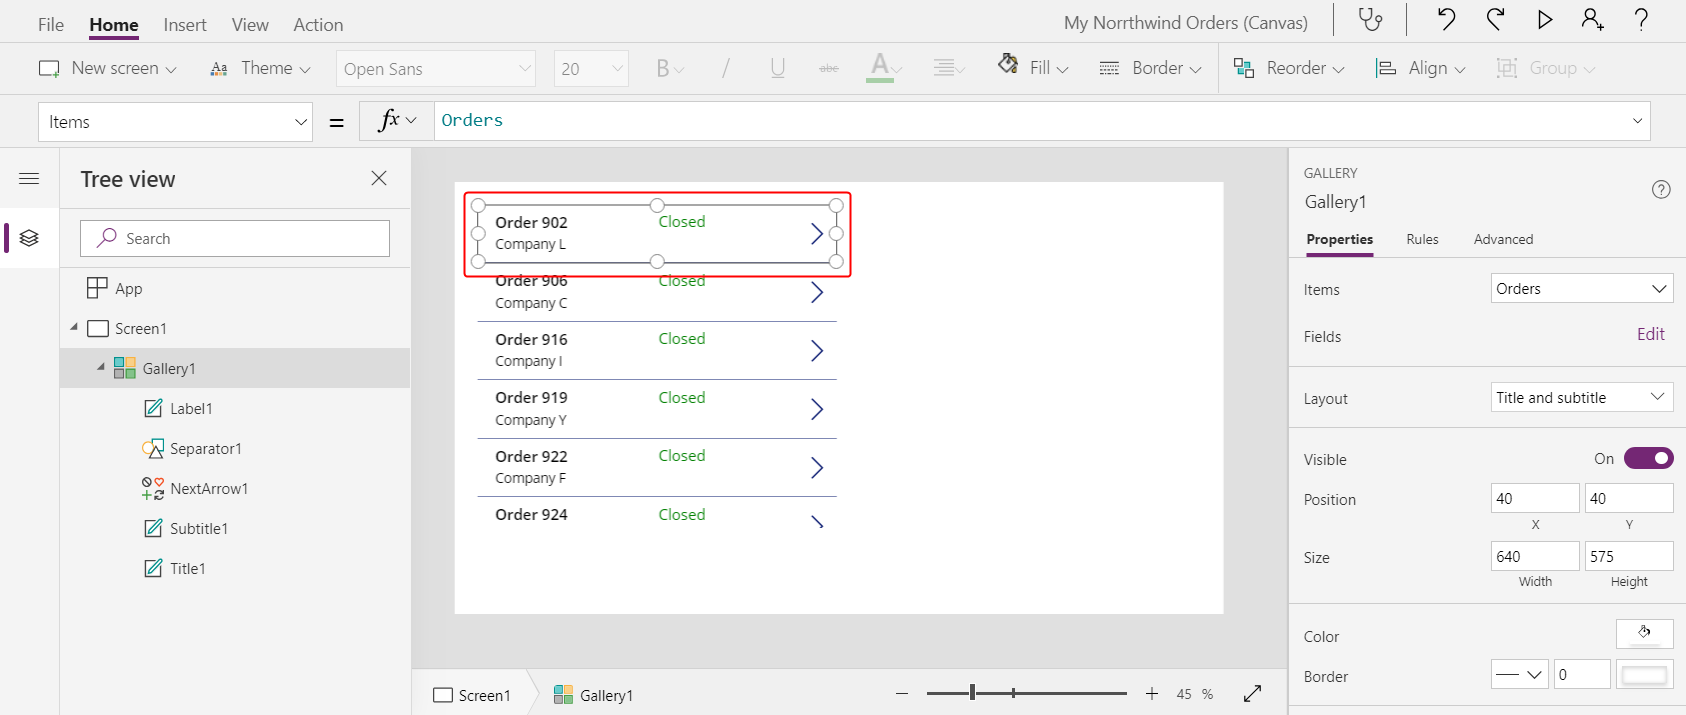 File Home Insert View Action My Norrthwind Orders (Canvas) ?
New screen Aa Theme Open Sans 20 B / U abc A Fill Border Reorder Align Group
Items = fx Orders
Tree view
Search
App
Screen1
Gallery1
Label1
Separator1
NextArrow1
Subtitle1
Title1
Order 902 Closed
Company L
Order 906 Closed
Company C
Order 916 Closed
Company I
Order 919 Closed
Company Y
Order 922 Closed
Company F
Order 924 Closed
Screen1 Gallery1 45 %
GALLERY
Gallery1 ?
Properties Rules Advanced
Items Orders
Fields Edit
Layout Title and subtitle
Visible On
Position 40 40
X Y
Size 640 575
Width Height
Color
Border 0